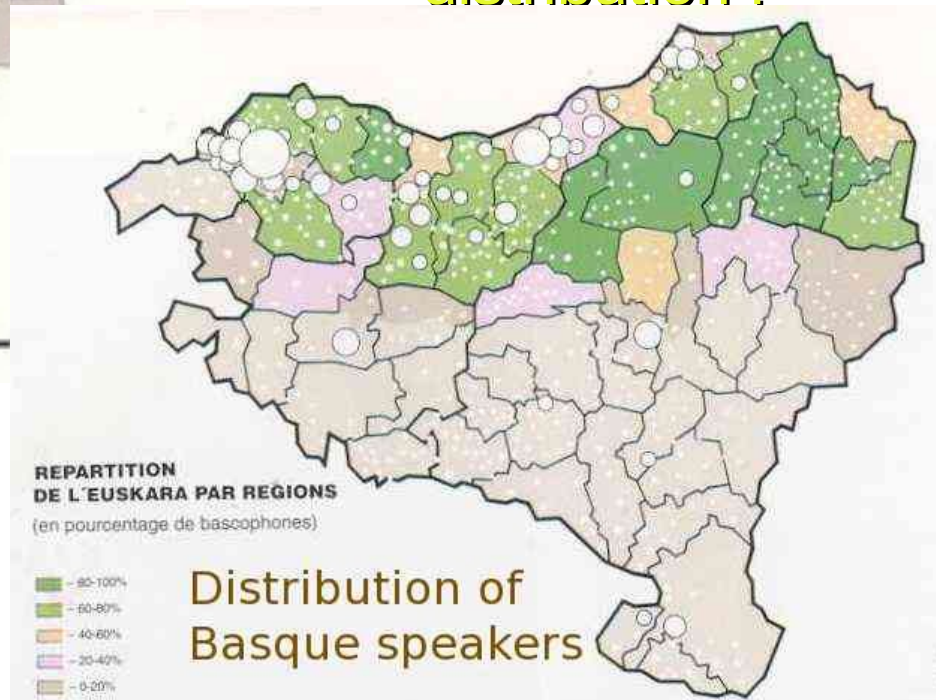 distribution ?
REPARTITION
DE L'EUSKARA PAR REGIONS
(en pourcentage de bascophones)
- 80-100%
- 60-80%
- 40-60%
- 20-40%
- 0-20%
Distribution of
Basque speakers